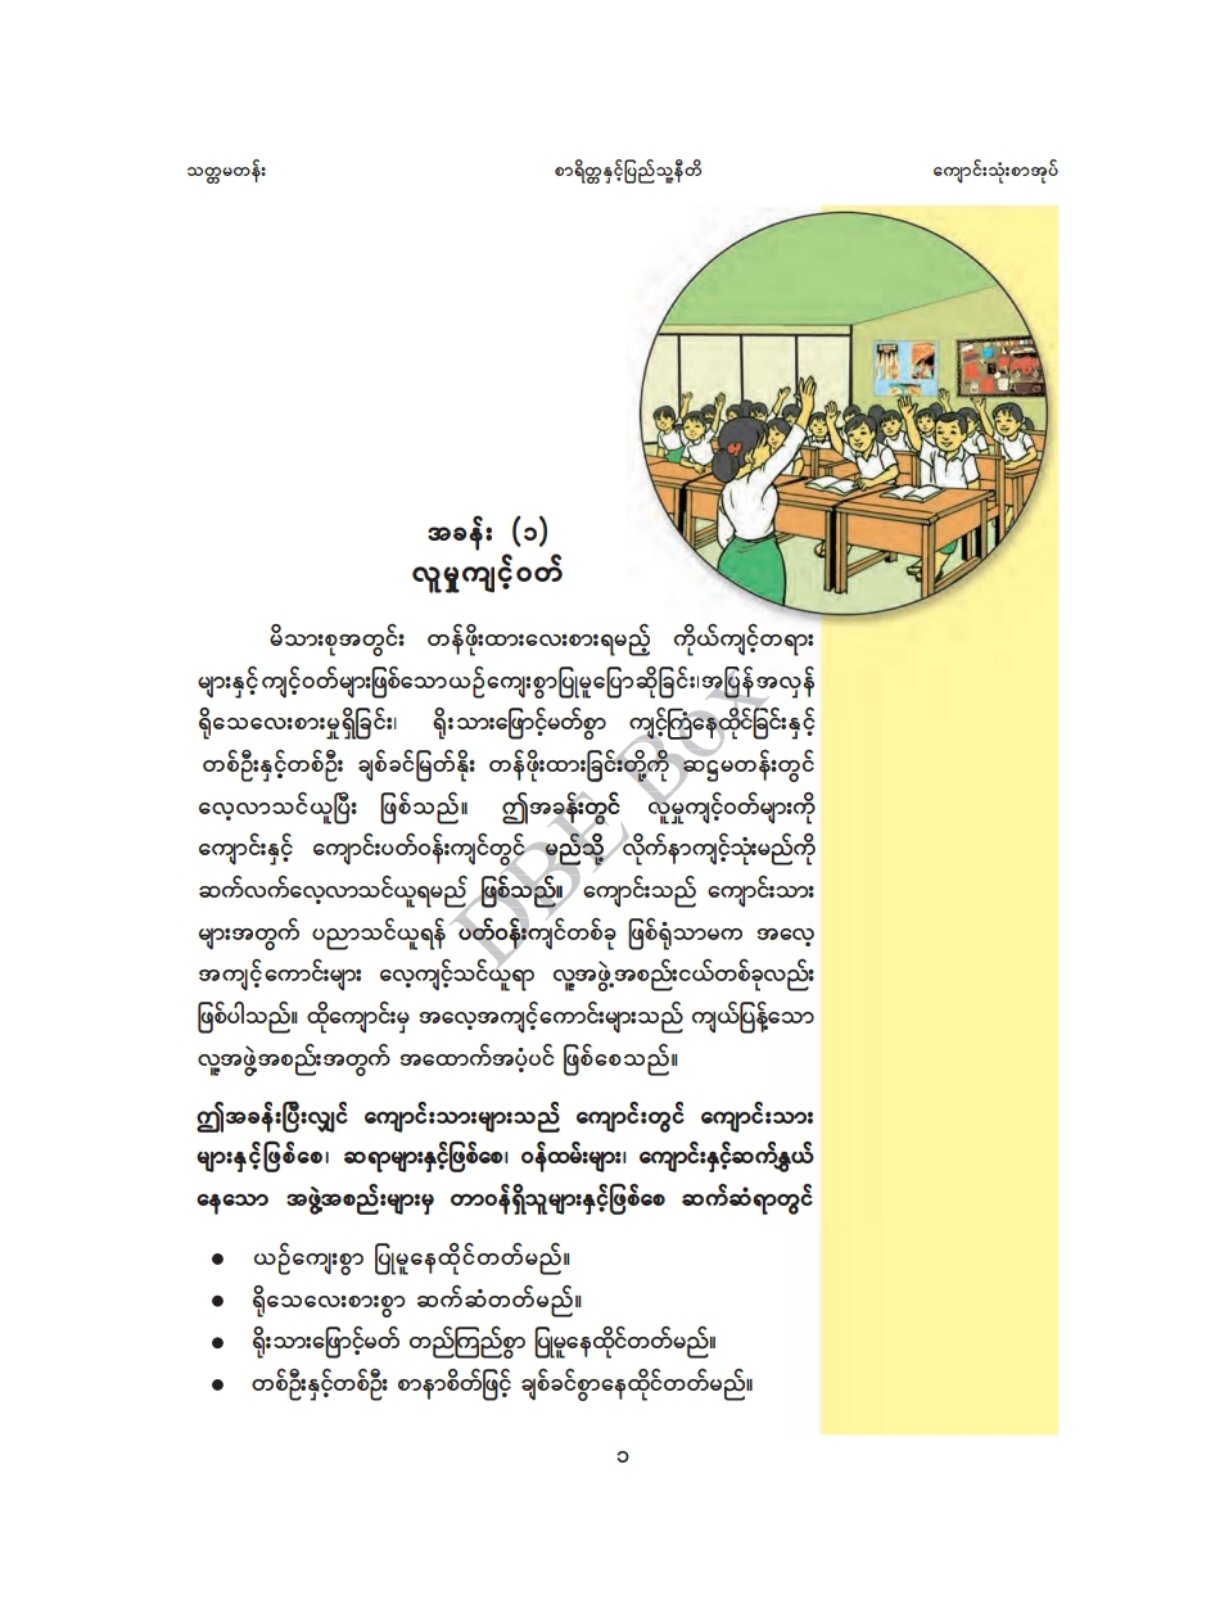 သတ္တမတန်း စာရိတ္တနှင့်ပြည်သူ့နီတိ ကျောင်းသုံးစာအုပ်
အခန်း (၁)
လူမှုကျင့်ဝတ်
မိသားစုအတွင်း တန်ဖိုးထားလေးစားရမည့် ကိုယ်ကျင့်တရား
များနှင့်ကျင့်ဝတ်များဖြစ်သောယဉ်ကျေးစွာပြုမူပြောဆိုခြင်း၊အပြန်အလှန်
ရိုသေလေးစားမှုရှိခြင်း၊ ရိုးသားဖြောင့်မတ်စွာ ကျင့်ကြံနေထိုင်ခြင်းနှင့်
တစ်ဦးနှင့်တစ်ဦး ချစ်ခင်မြတ်နိုး တန်ဖိုးထားခြင်းတို့ကို ဆဋ္ဌမတန်းတွင်
လေ့လာသင်ယူပြီး ဖြစ်သည်။ ဤအခန်းတွင် လူမှုကျင့်ဝတ်များကို
ကျောင်းနှင့် ကျောင်းပတ်ဝန်းကျင်တွင် မည်သို့ လိုက်နာကျင့်သုံးမည်ကို
ဆက်လက်လေ့လာသင်ယူရမည် ဖြစ်သည်။ ကျောင်းသည် ကျောင်းသား
များအတွက် ပညာသင်ယူရန် ပတ်ဝန်းကျင်တစ်ခု ဖြစ်ရုံသာမက အလေ့
အကျင့်ကောင်းများ လေ့ကျင့်သင်ယူရာ လူ့အဖွဲ့အစည်းငယ်တစ်ခုလည်း
ဖြစ်ပါသည်။ ထိုကျောင်းမှ အလေ့အကျင့်ကောင်းများသည် ကျယ်ပြန့်သော
လူ့အဖွဲ့အစည်းအတွက် အထောက်အပံ့ပင် ဖြစ်စေသည်။
ဤအခန်းပြီးလျှင် ကျောင်းသားများသည် ကျောင်းတွင် ကျောင်းသား
များနှင့်ဖြစ်စေ၊ ဆရာများနှင့်ဖြစ်စေ၊ ဝန်ထမ်းများ၊ ကျောင်းနှင့်ဆက်နွှယ်
နေသော အဖွဲ့အစည်းများမှ တာဝန်ရှိသူများနှင့်ဖြစ်စေ ဆက်ဆံရာတွင်
● ယဉ်ကျေးစွာ ပြုမူနေထိုင်တတ်မည်။
● ရိုသေလေးစားစွာ ဆက်ဆံတတ်မည်။
● ရိုးသားဖြောင့်မတ် တည်ကြည်စွာ ပြုမူနေထိုင်တတ်မည်။
● တစ်ဦးနှင့်တစ်ဦး စာနာစိတ်ဖြင့် ချစ်ခင်စွာနေထိုင်တတ်မည်။
၁
DBE Box